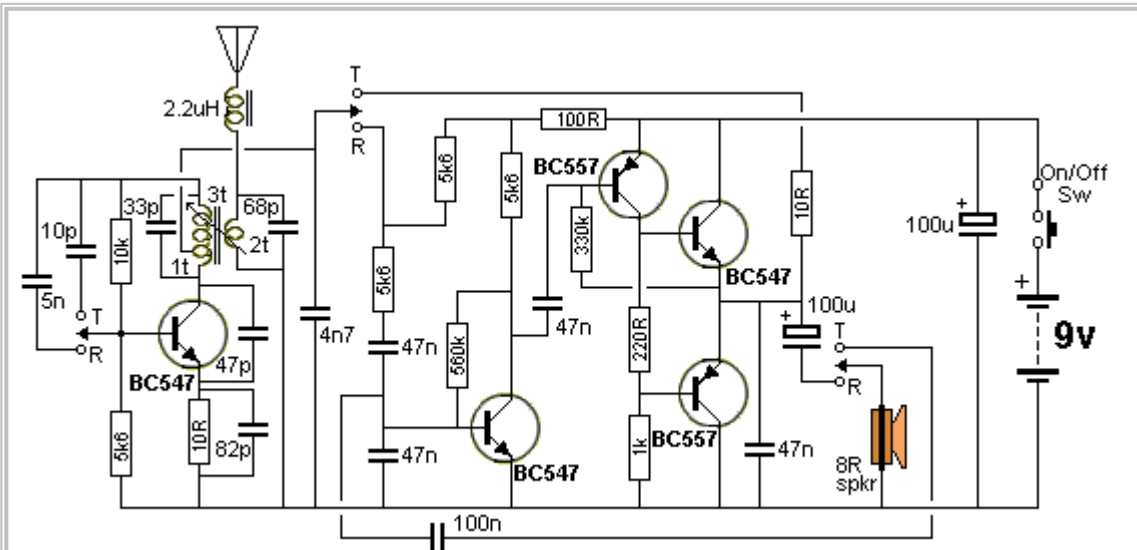 T
2.2uH
100R
R
5k6
5k6
BC557
On/Off
Sw
33p
3t
68p
10R
100u
+
10p
10k
2t
330k
BC547
5n
1t
T
5k6
47n
+
100u
+
T
9v
R
47p
4n7
47n
560k
220R
R
BC547
10R
82p
5k6
47n
BC547
BC557
1k
47n
8R
spkr
100n